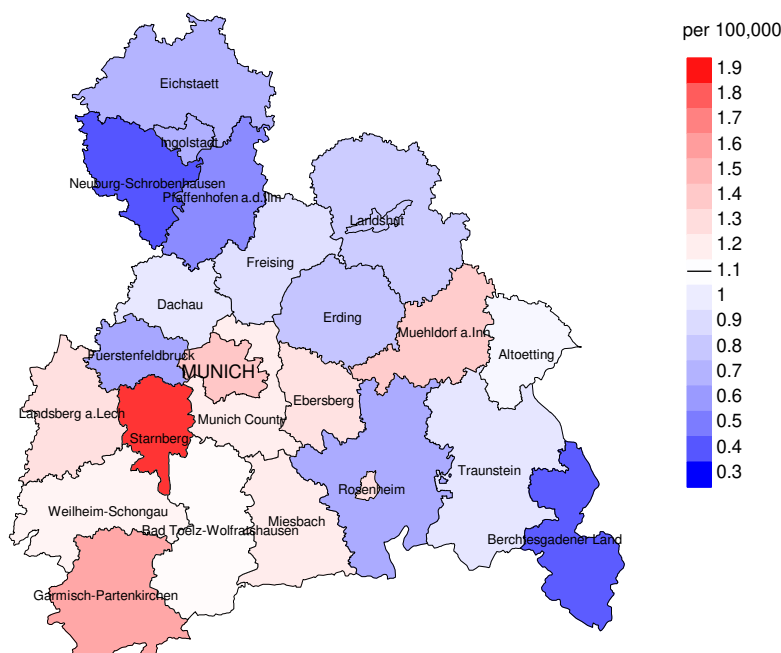 per 100,000
1.9
1.8
1.7
1.6
1.5
1.4
1.3
1.2
1.1
1
0.9
0.8
0.7
0.6
0.5
0.4
0.3
Eichstaett
Ingolstadt
Neuburg-Schrobenhausen
Pfaffenhofen a.d.Ilm
Landshut
Freising
Dachau
Erding
Muehldorf a.Inn
Altoetting
Fuerstenfeldbruck
MUNICH
Ebersberg
Landsberg a.Lech
Munich County
Starnberg
Traunstein
Rosenheim
Weilheim-Schongau
Miesbach
Bad Toelz-Wolfratshausen
Berchtesgadener Land
Garmisch-Partenkirchen